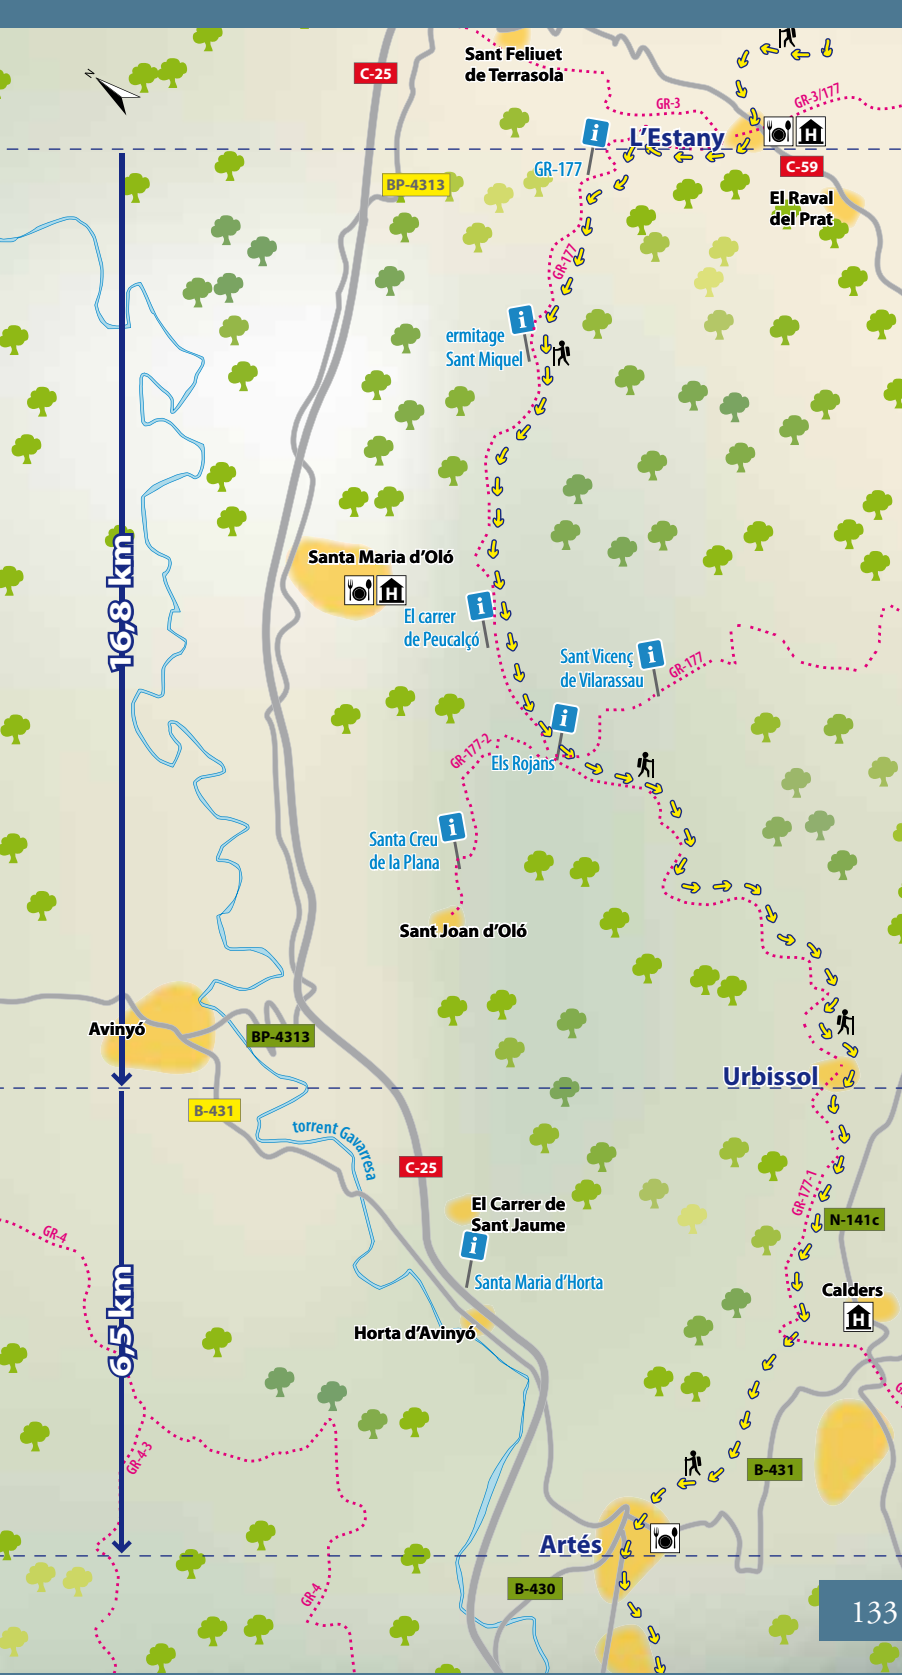 Sant Feliuet
de Terrassola
C-25
N
GR-3
GR-3/177
L'Estany
GR-177
C-59
BP-4313
El Raval
del Prat
GR-177
ermitage
Sant Miquel
16,8 km
Santa Maria d'Oló
H
El carrer
de Peucalçó
Sant Vicenç
de Vilarassau
GR-177
GR-177-2
Els Rojans
Santa Creu
de la Plana
Sant Joan d'Oló
Avinyó
BP-4313
Urbissol
B-431
torrent Gavarresa
C-25
GR-177-1
El Carrer de
Sant Jaume
N-141c
GR-4
Santa Maria d'Horta
Calders
H
6,5 km
Horta d'Avinyó
GR-4-3
B-431
Artés
B-430
GR-4
133